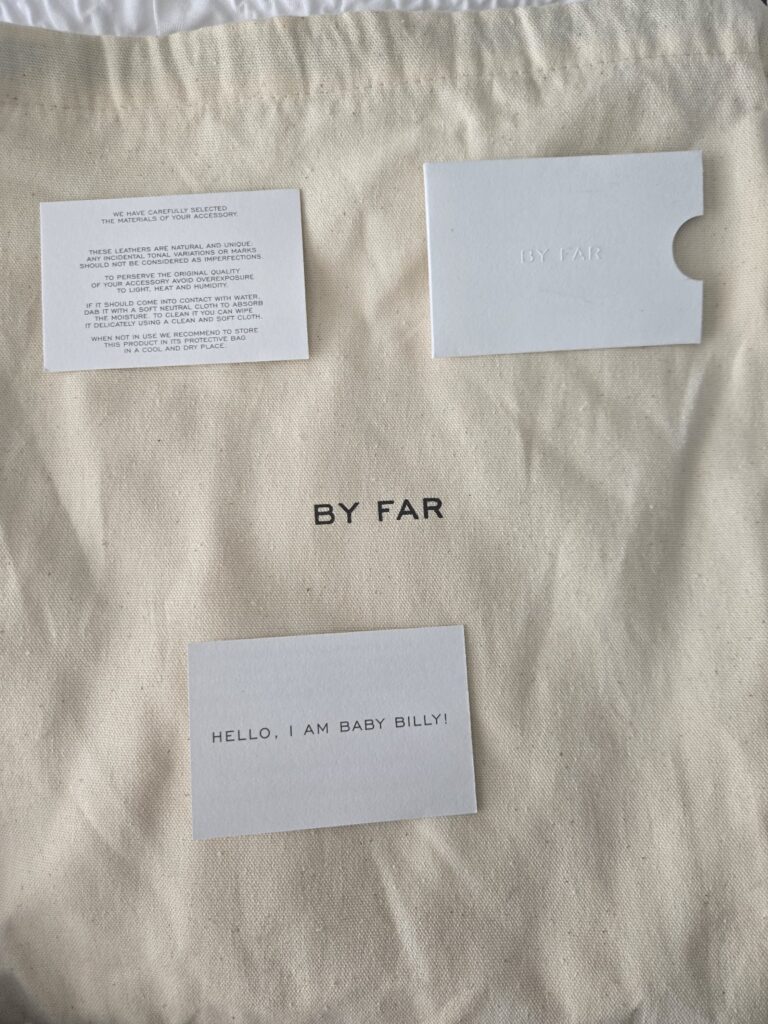 WE HAVE CAREFULLY SELECTED
THE MATERIALS OF YOUR ACCESSORY.
THESE LEATHERS ARE NATURAL AND UNIQUE.
ANY INCIDENTAL TONAL VARIATIONS OR MARKS
SHOULD NOT BE CONSIDERED AS IMPERFECTIONS.
TO PERSERVE THE ORIGINAL QUALITY
OF YOUR ACCESSORY AVOID OVEREXPOSURE
TO LIGHT, HEAT AND HUMIDITY.
IF IT SHOULD COME INTO CONTACT WITH WATER,
DAB IT WITH A SOFT NEUTRAL CLOTH TO ABSORB
THE MOISTURE. TO CLEAN IT YOU CAN WIPE
IT DELICATELY USING A CLEAN AND SOFT CLOTH.
WHEN NOT IN USE WE RECOMMEND TO STORE
THIS PRODUCT IN ITS PROTECTIVE BAG
IN A COOL AND DRY PLACE.
BY FAR
BY FAR
HELLO, I AM BABY BILLY!